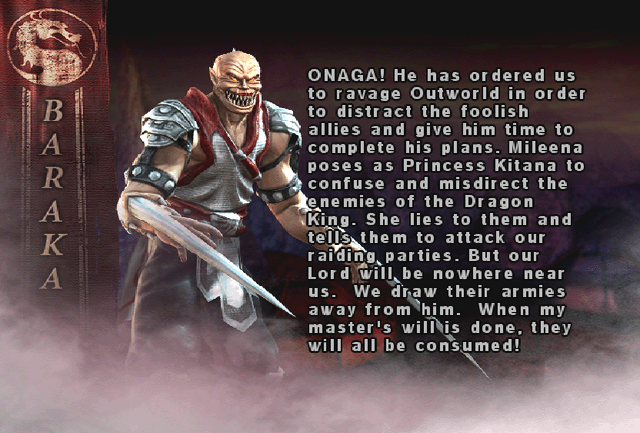 BARAKA
ONAGA! He has ordered us
to ravage Outworld in order
to distract the foolish
allies and give him time to
complete his plans. Mileena
poses as Princess Kitana to
confuse and misdirect the
enemies of the Dragon
King. She lies to them and
tells them to attack our
raiding parties. But our
Lord will be nowhere near
us.  We draw their armies
away from him.  When my
master's will is done, they
will all be consumed!